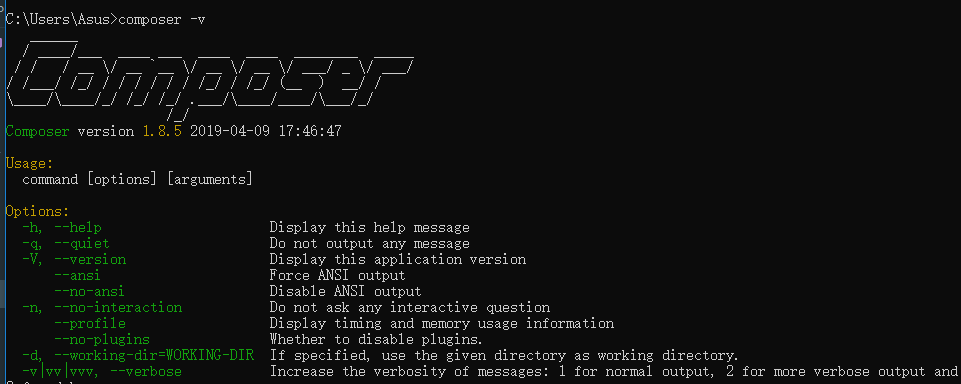 C:\Users\Asus>composer -v
Composer
Composer version 1.8.5 2019-04-09 17:46:47
Usage:
command [options] [arguments]
Options:
-h, --help Display this help message
-q, --quiet Do not output any message
-V, --version Display this application version
--ansi Force ANSI output
--no-ansi Disable ANSI output
-n, --no-interaction Do not ask any interactive question
--profile Display timing and memory usage information
--no-plugins Whether to disable plugins.
-d, --working-dir=WORKING-DIR If specified, use the given directory as working directory.
-v|vv|vvv, --verbose Increase the verbosity of messages: 1 for normal output, 2 for more verbose output and